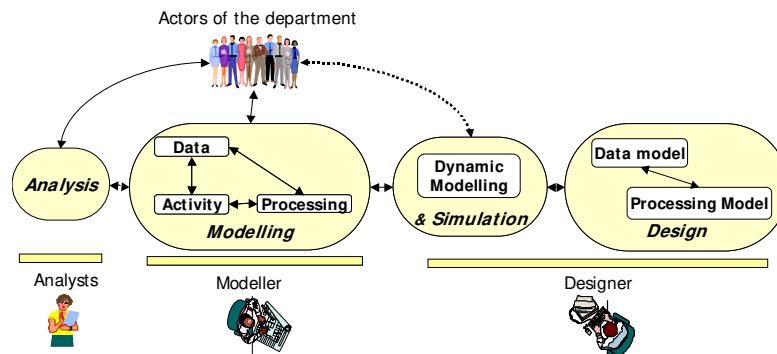 Actors of the department
Analysis
Data
Activity
Processing
Modelling
Dynamic
Modelling
& Simulation
Data model
Processing Model
Design
Analysts
Modeller
Designer